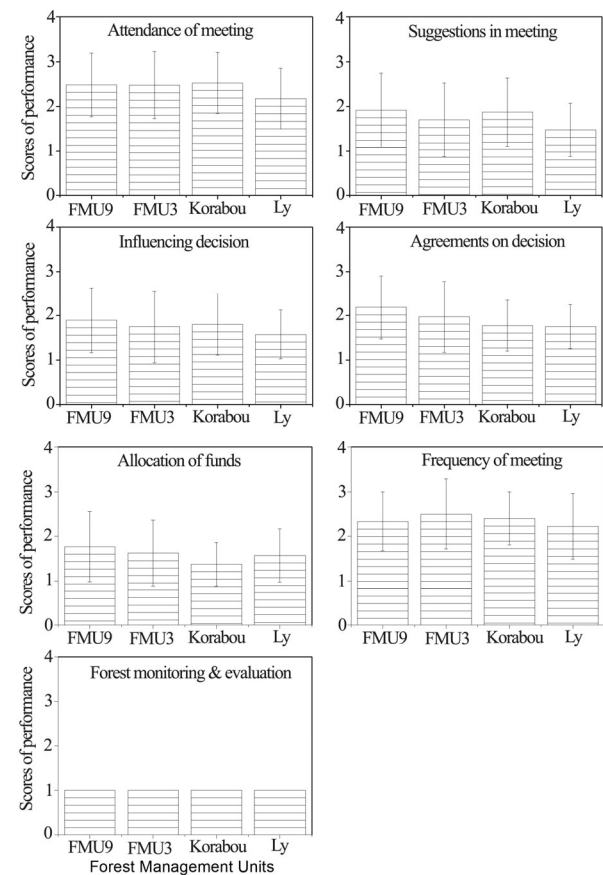 Attendance of meeting
Scores of performance
4
3
2
1
0
FMU9 FMU3 Korabou Ly
Suggestions in meeting
4
3
2
1
0
FMU9 FMU3 Korabou Ly
Influencing decision
Scores of performance
4
3
2
1
0
FMU9 FMU3 Korabou Ly
Agreements on decision
4
3
2
1
0
FMU9 FMU3 Korabou Ly
Allocation of funds
Scores of performance
4
3
2
1
0
FMU9 FMU3 Korabou Ly
Frequency of meeting
4
3
2
1
0
FMU9 FMU3 Korabou Ly
Forest monitoring & evaluation
Scores of performance
4
3
2
1
0
FMU9 FMU3 Korabou Ly
Forest Management Units